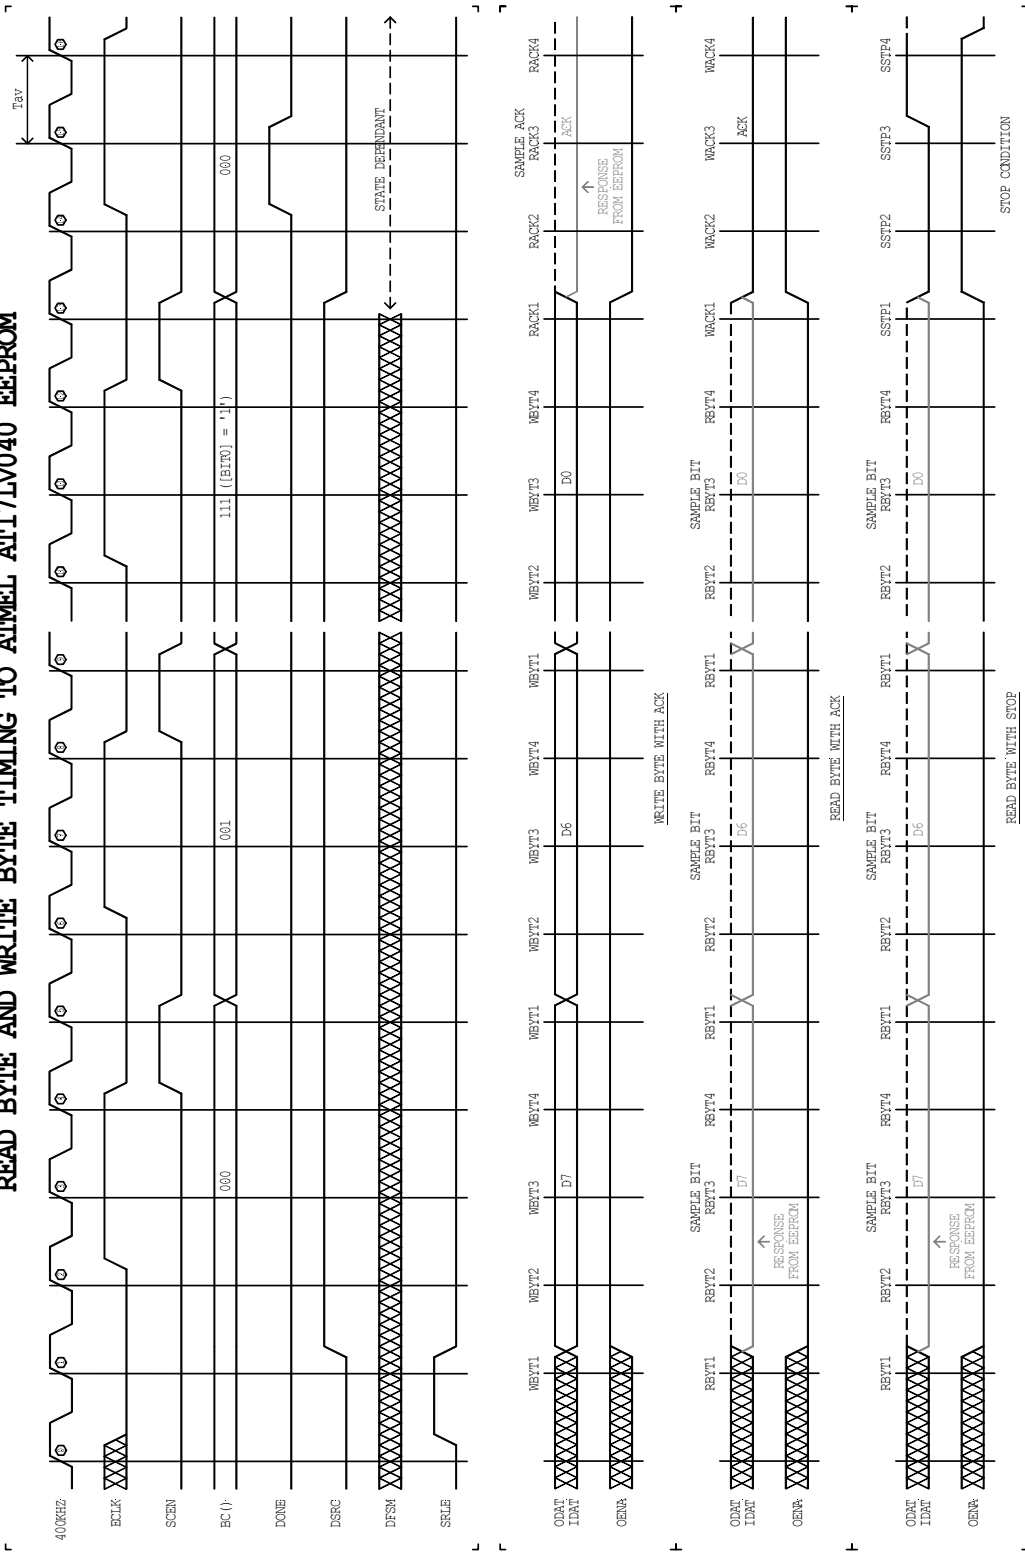 READ BYTE AND WRITE BYTE TIMING TO ATMEL AT17LV040 EEPROM
Tav
400KHZ
ECLK
SCEN
BC()
000
001
111 ([BIT0] = '1')
000
DONE
DSRC
DFSM
STATE DEPENDANT
SRLE
SAMPLE ACK
WBYT1
WBYT2
WBYT3
WBYT4
WBYT1
WBYT2
WBYT3
WBYT4
WBYT1
WBYT2
WBYT3
WBYT4
RACK1
RACK2
RACK3
RACK4
ODAT
IDAT
D7
D6
D0
ACK
RESPONSE
FROM EEPROM
OENA
WRITE BYTE WITH ACK
SAMPLE BIT
SAMPLE BIT
SAMPLE BIT
RBYT1
RBYT2
RBYT3
RBYT4
RBYT1
RBYT2
RBYT3
RBYT4
RBYT1
RBYT2
RBYT3
RBYT4
WACK1
WACK2
WACK3
WACK4
ODAT
IDAT
D7
D6
D0
ACK
RESPONSE
FROM EEPROM
OENA
READ BYTE WITH ACK
SAMPLE BIT
SAMPLE BIT
SAMPLE BIT
RBYT1
RBYT2
RBYT3
RBYT4
RBYT1
RBYT2
RBYT3
RBYT4
RBYT1
RBYT2
RBYT3
RBYT4
SSTP1
SSTP2
SSTP3
SSTP4
ODAT
IDAT
D7
D6
D0
RESPONSE
FROM EEPROM
OENA
STOP CONDITION
READ BYTE WITH STOP